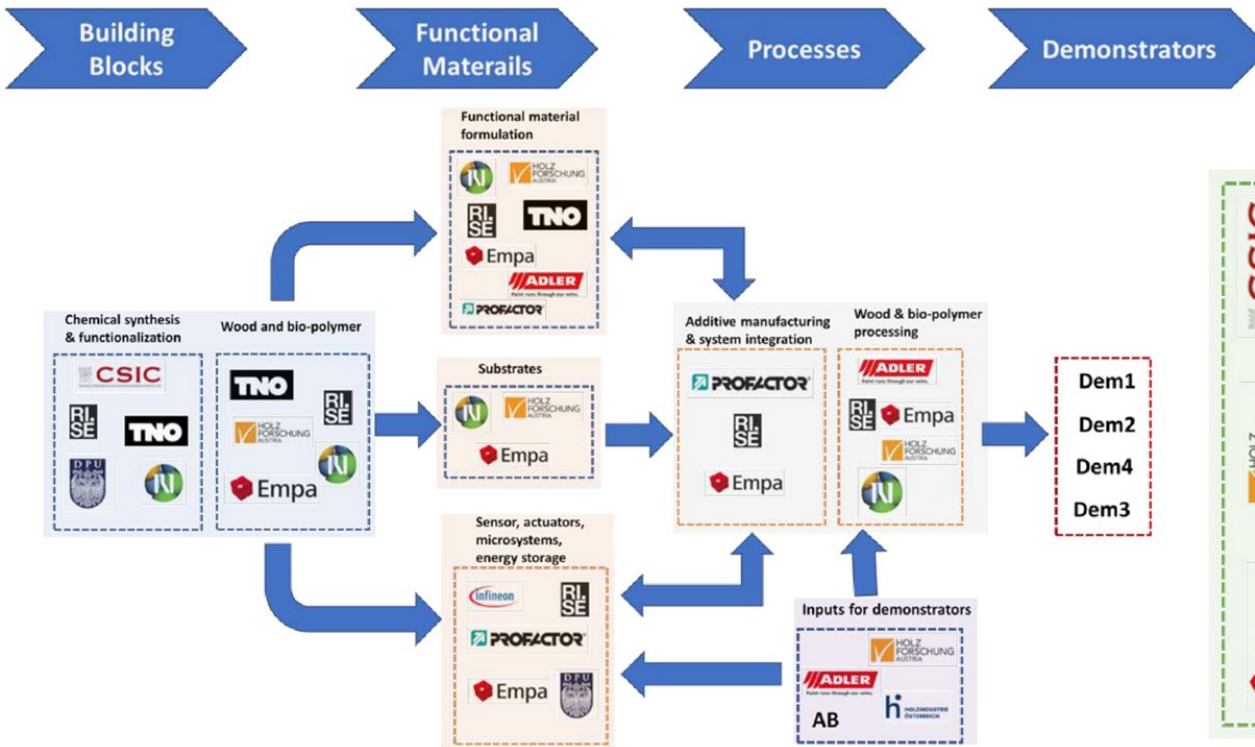 Building
Blocks
Functional
Materails
Processes
Demonstrators
Functional material
formulation
HOLZ
FORSCHUNG
AUSTRIA
RI.
SE
TNO
Empa
ADLER
PROFACTOR
Chemical synthesis
& functionalization
CSIC
RI.
SE
TNO
DPU
Wood and bio-polymer
TNO
RI.
SE
HOLZ
FORSCHUNG
AUSTRIA
Empa
Substrates
HOLZ
FORSCHUNG
AUSTRIA
Empa
Sensor, actuators,
microsystems,
energy storage
infineon
RI.
SE
PROFACTOR
Empa
DPU
Additive manufacturing
& system integration
PROFACTOR
RI.
SE
Empa
Wood & bio-polymer
processing
ADLER
RI.
SE
Empa
HOLZ
FORSCHUNG
AUSTRIA
Inputs for demonstrators
HOLZ
FORSCHUNG
AUSTRIA
ADLER
AB
HOLZINDUSTRIE
ÖSTERREICH
Dem1
Dem2
Dem4
Dem3
CSIC